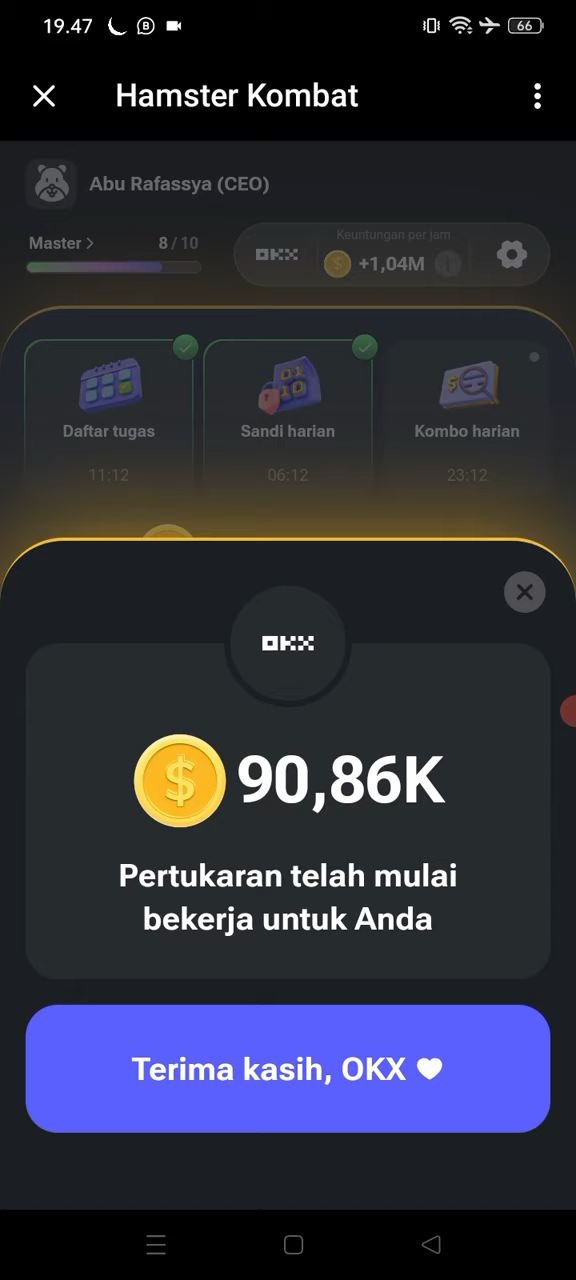 19.47
66
Hamster Kombat
Abu Rafassya (CEO)
Master
8 / 10
OKX
Keuntungan per jam
+1,04M
Daftar tugas
Sandi harian
Kombo harian
11:12
06:12
23:12
OKX
90,86K
Pertukaran telah mulai
bekerja untuk Anda
Terima kasih, OKX